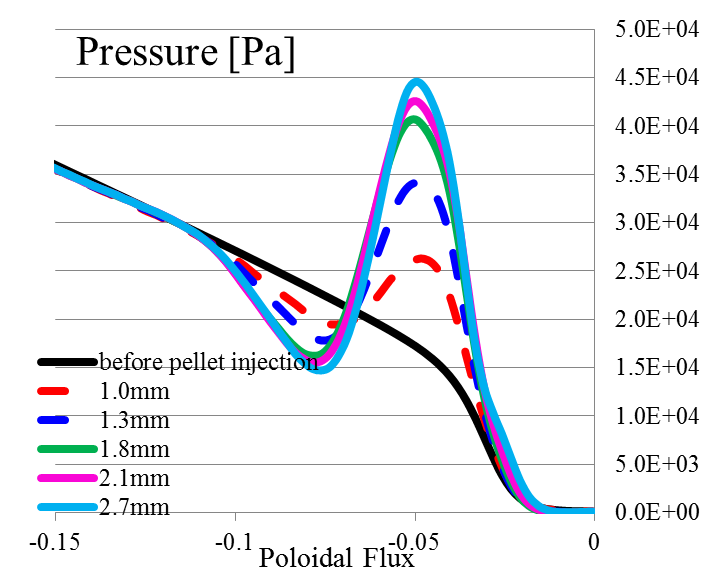 Pressure [Pa]
5.0E+04
4.5E+04
4.0E+04
3.5E+04
3.0E+04
2.5E+04
2.0E+04
1.5E+04
1.0E+04
5.0E+03
0.0E+00
before pellet injection
1.0mm
1.3mm
1.8mm
2.1mm
2.7mm
-0.15 -0.1 -0.05 0
Poloidal Flux